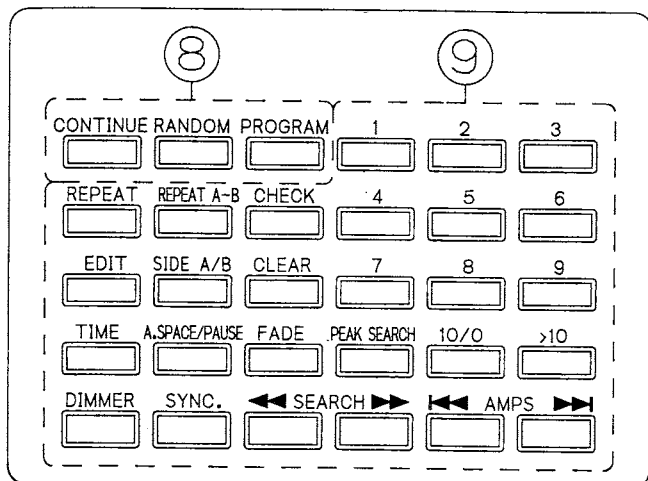 8 9
CONTINUE RANDOM PROGRAM 1 2 3
REPEAT REPEAT A~B CHECK 4 5 6
EDIT SIDE A/B CLEAR 7 8 9
TIME A.SPACE/PAUSE FADE PEAK SEARCH 10/0 >10
DIMMER SYNC. ◀◀ SEARCH ▶▶ |◀◀ AMPS ▶▶|